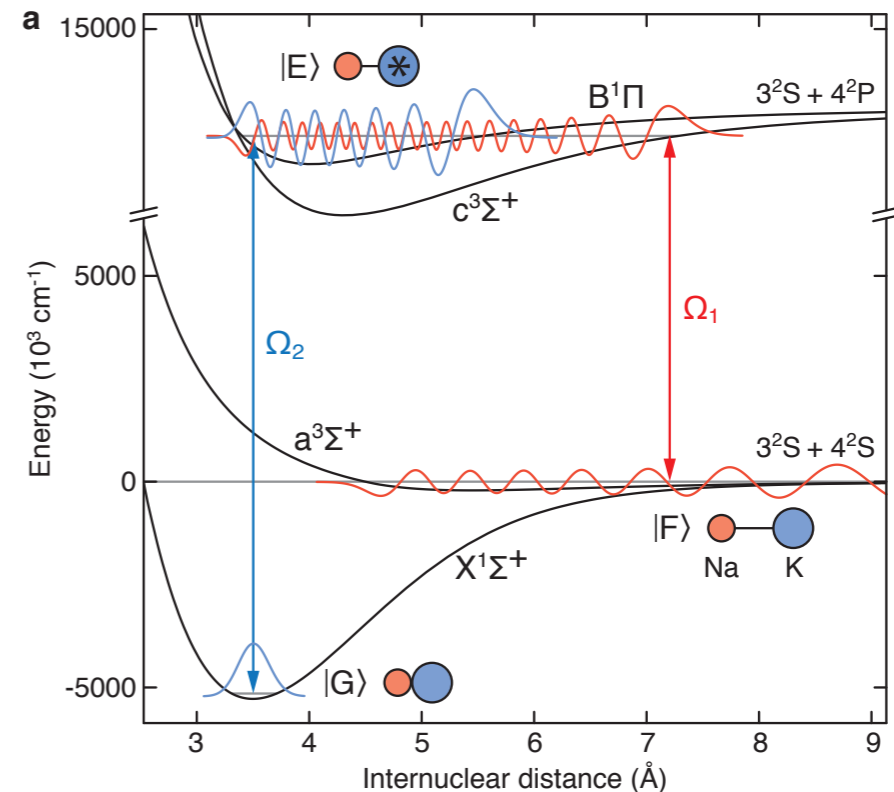 a
15000
|E⟩
*
B¹Π
3²S + 4²P
c³Σ⁺
5000
Ω₂
Ω₁
Energy (10³ cm⁻¹)
a³Σ⁺
3²S + 4²S
0
|F⟩
Na K
X¹Σ⁺
|G⟩
-5000
3 4 5 6 7 8 9
Internuclear distance (Å)